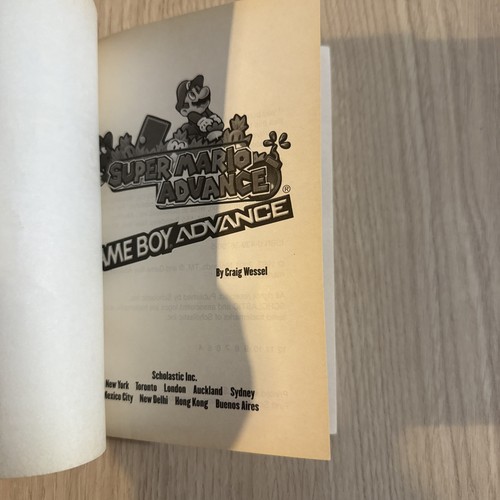 SUPER MARIO
ADVANCE®
AME BOY ADVANCE
By Craig Wessel
Scholastic Inc.
New York Toronto London Auckland Sydney
Mexico City New Delhi Hong Kong Buenos Aires